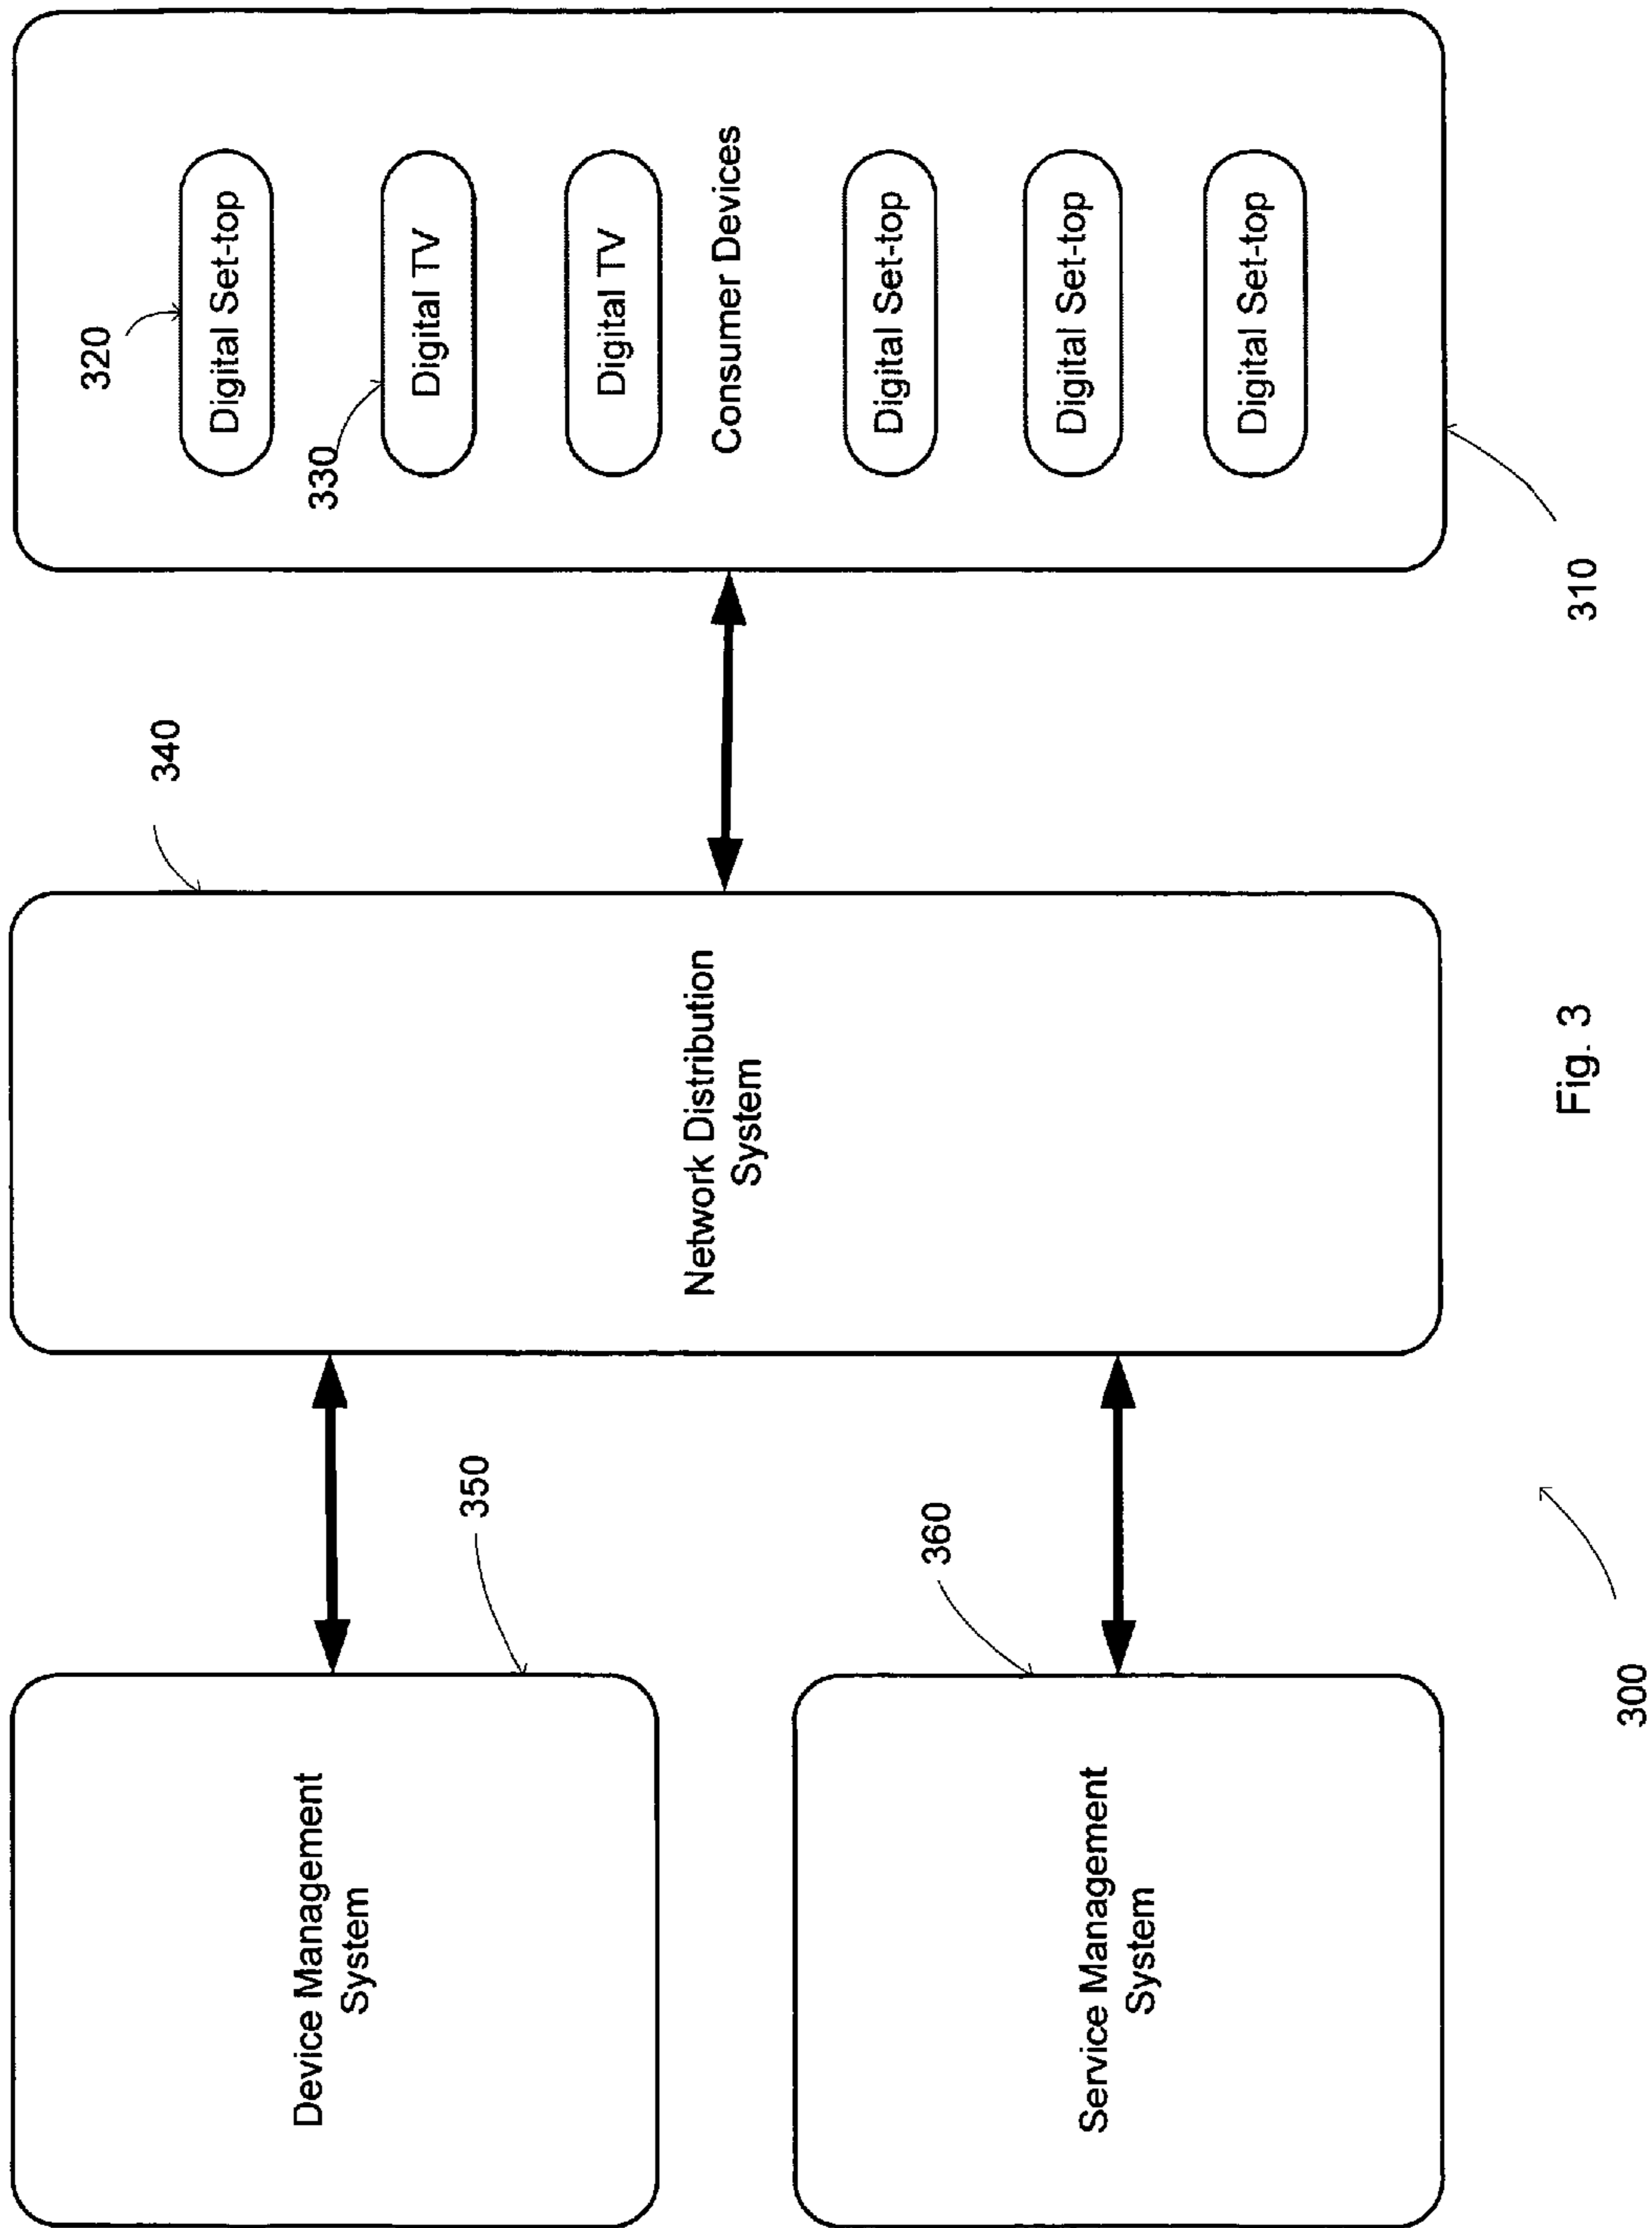 Device Management
System
350
Service Management
System
360
Network Distribution
System
340
320
Digital Set-top
330
Digital TV
Digital TV
Consumer Devices
Digital Set-top
Digital Set-top
Digital Set-top
310
300
Fig. 3